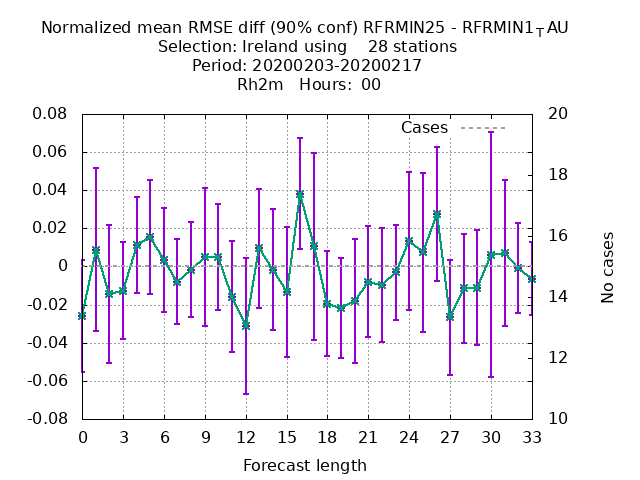 Normalized mean RMSE diff (90% conf) RFRMIN25 - RFRMIN1_TAU
Selection: Ireland using 28 stations
Period: 20200203-20200217
Rh2m Hours: 00
0.08
0.06
0.04
0.02
0
-0.02
-0.04
-0.06
-0.08
Cases
20
18
16
14
12
10
No cases
0 3 6 9 12 15 18 21 24 27 30 33
Forecast length